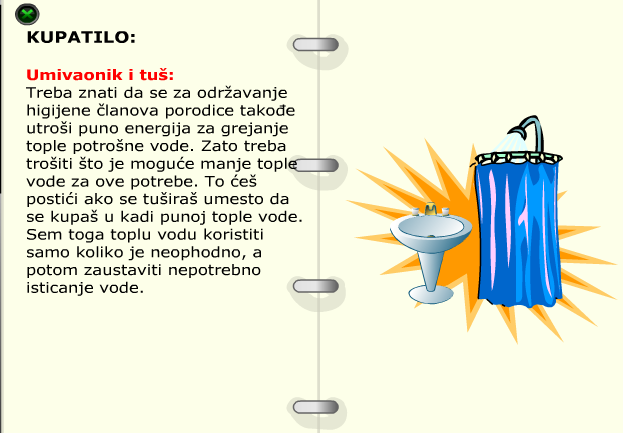 KUPATILO:
Umivaonik i tuš:
Treba znati da se za održavanje
higijene članova porodice takođe
utroši puno energija za grejanje
tople potrošne vode. Zato treba
trošiti što je moguće manje tople
vode za ove potrebe. To ćeš
postići ako se tuširaš umesto da
se kupaš u kadi punoj tople vode.
Sem toga toplu vodu koristiti
samo koliko je neophodno, a
potom zaustaviti nepotrebno
isticanje vode.